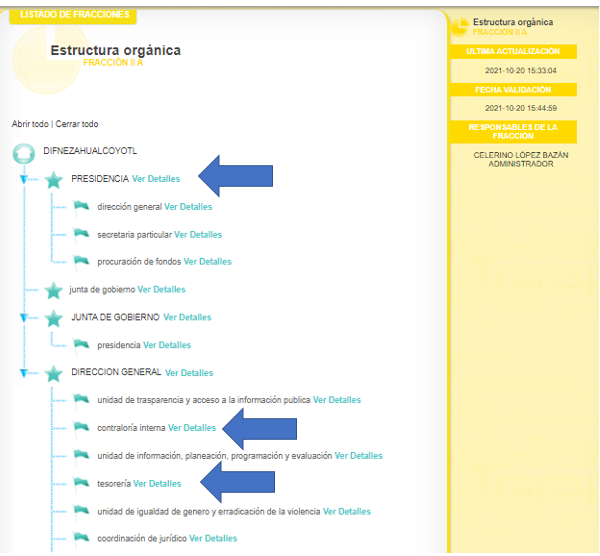 LISTADO DE FRACCIONES
Estructura orgánica
FRACCIÓN II A
Abrir todo | Cerrar todo
DIFNEZAHUALCOYOTL
PRESIDENCIA Ver Detalles
dirección general Ver Detalles
secretaria particular Ver Detalles
procuración de fondos Ver Detalles
junta de gobierno Ver Detalles
JUNTA DE GOBIERNO Ver Detalles
presidencia Ver Detalles
DIRECCION GENERAL Ver Detalles
unidad de trasparencia y acceso a la información publica Ver Detalles
contraloría interna Ver Detalles
unidad de información, planeación, programación y evaluación Ver Detalles
tesorería Ver Detalles
unidad de igualdad de genero y erradicación de la violencia Ver Detalles
coordinación de jurídico Ver Detalles
Estructura orgánica
FRACCIÓN II A
ULTIMA ACTUALIZACIÓN
2021-10-20 15:33:04
FECHA VALIDACIÓN
2021-10-20 15:44:59
RESPONSABLES DE LA
FRACCIÓN
CELERINO LÓPEZ BAZÁN
ADMINISTRADOR